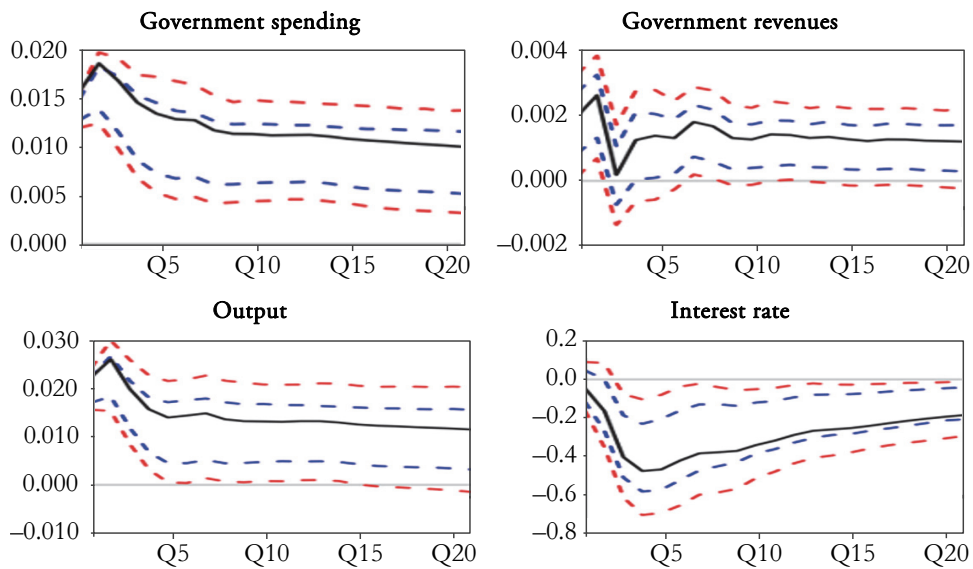 Government spending
0.020
0.015
0.010
0.005
0.000
Q5 Q10 Q15 Q20
Government revenues
0.004
0.002
0.000
–0.002
Q5 Q10 Q15 Q20
Output
0.030
0.020
0.010
0.000
–0.010
Q5 Q10 Q15 Q20
Interest rate
0.2
0.0
–0.2
–0.4
–0.6
–0.8
Q5 Q10 Q15 Q20